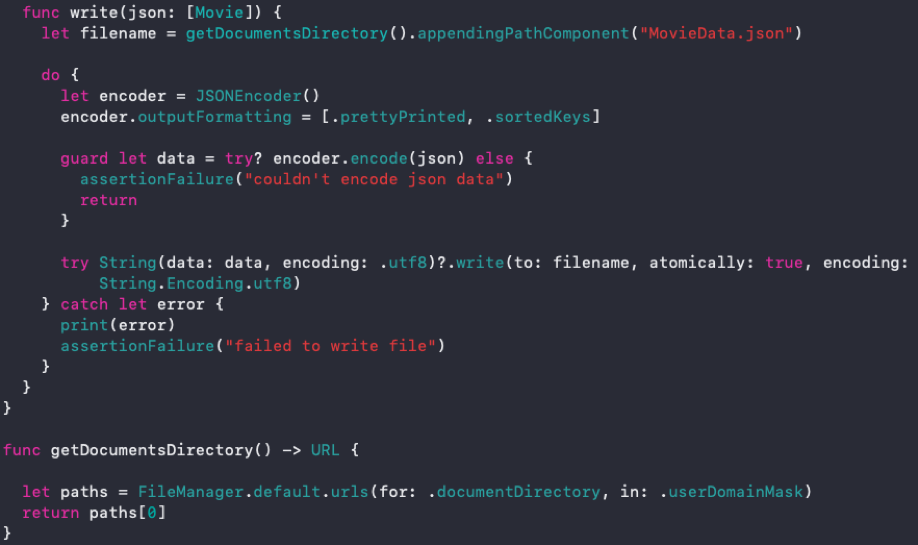 func write(json: [Movie]) {
let filename = getDocumentsDirectory().appendingPathComponent("MovieData.json")
do {
let encoder = JSONEncoder()
encoder.outputFormatting = [.prettyPrinted, .sortedKeys]
guard let data = try? encoder.encode(json) else {
assertionFailure("couldn't encode json data")
return
}
try String(data: data, encoding: .utf8)?.write(to: filename, atomically: true, encoding:
String.Encoding.utf8)
} catch let error {
print(error)
assertionFailure("failed to write file")
}
}
}
func getDocumentsDirectory() -> URL {
let paths = FileManager.default.urls(for: .documentDirectory, in: .userDomainMask)
return paths[0]
}